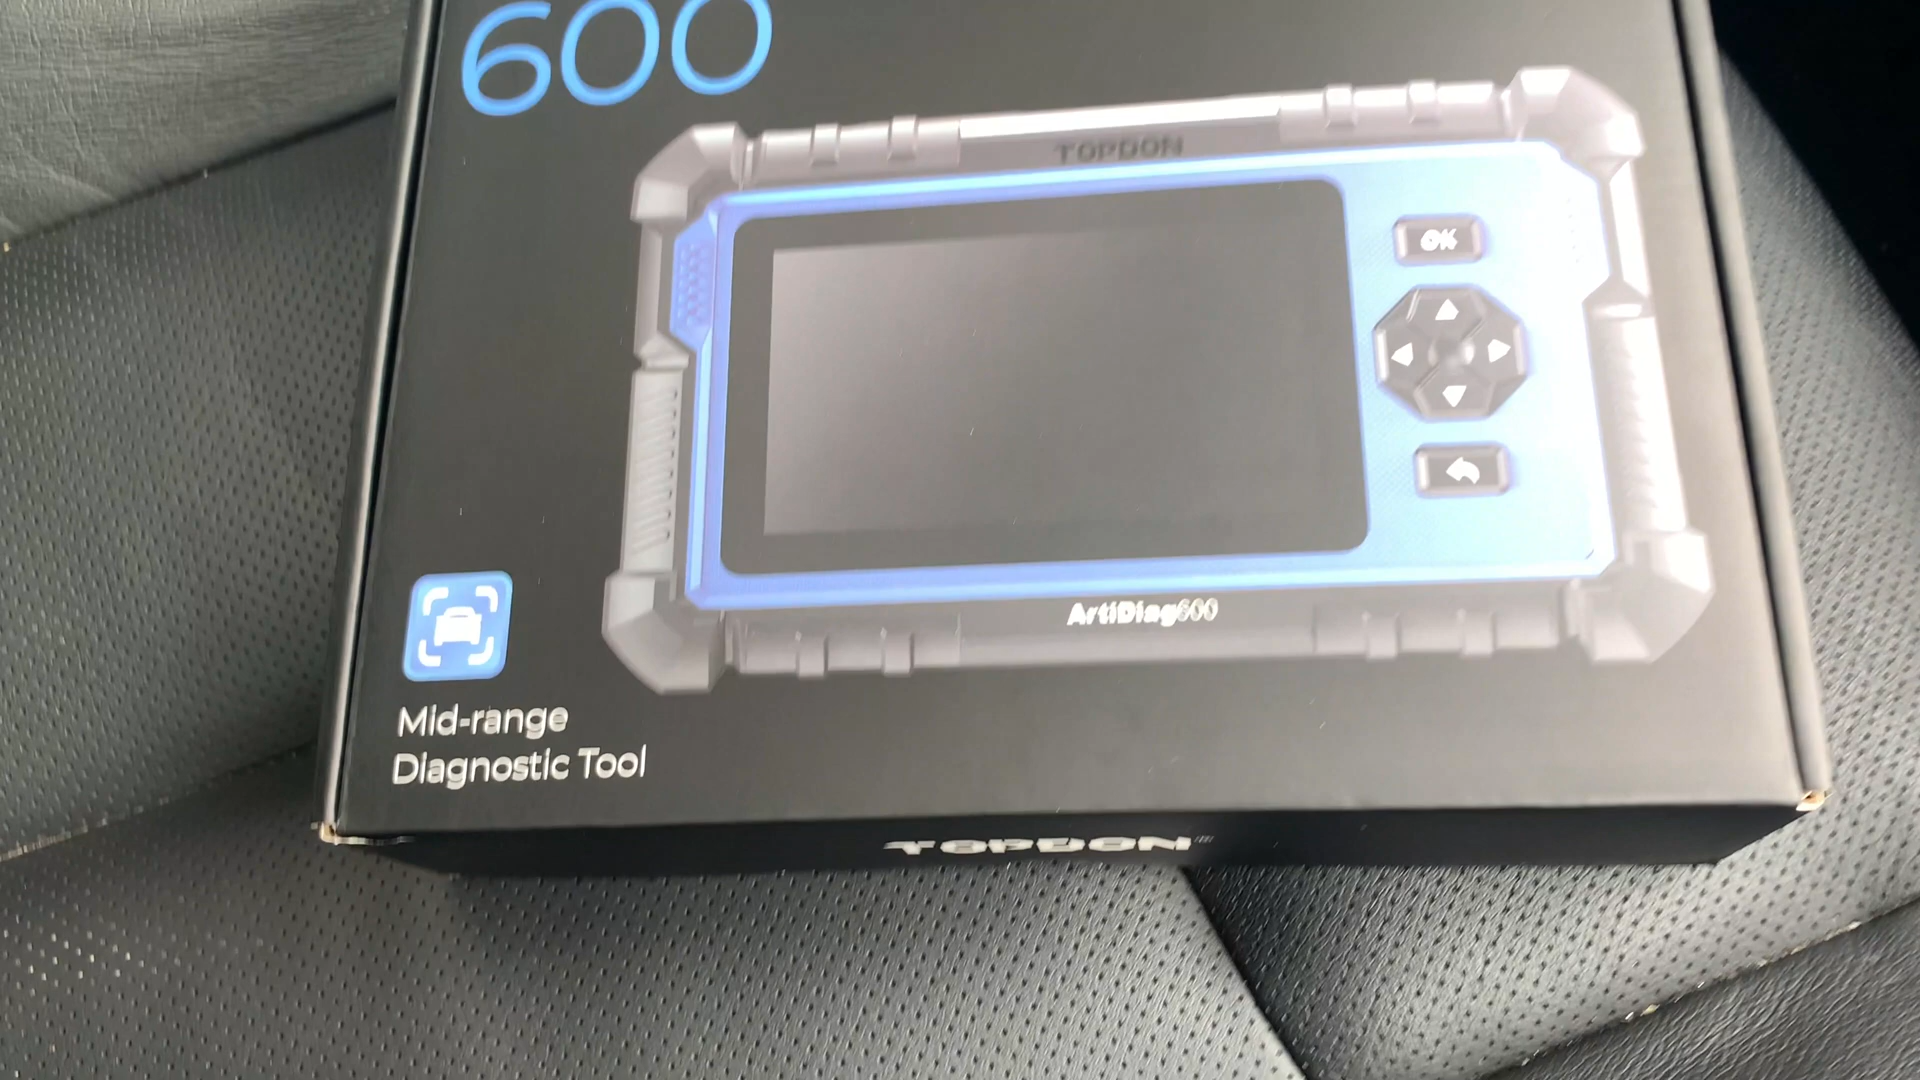 600
TOPDON
OK
ArtiDiag600
Mid-range
Diagnostic Tool
TOPDON